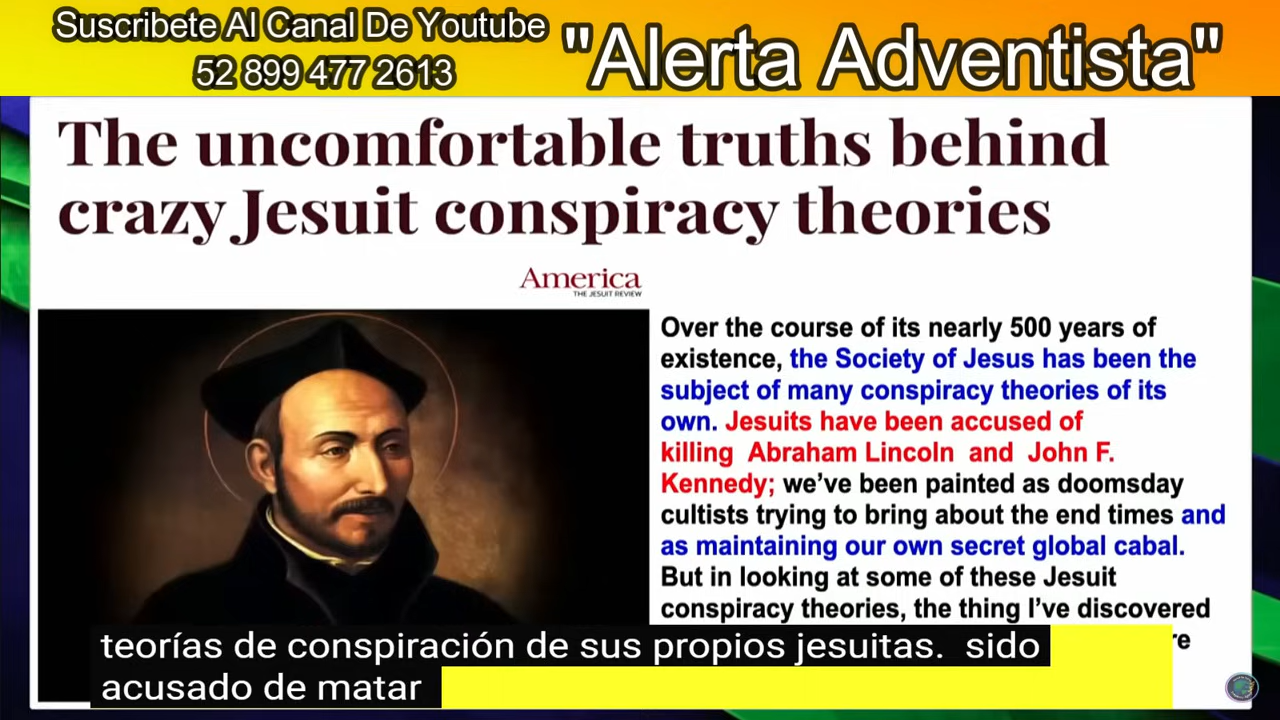 Suscribete Al Canal De Youtube
52 899 477 2613
"Alerta Adventista"
The uncomfortable truths behind
crazy Jesuit conspiracy theories
America
THE JESUIT REVIEW
Over the course of its nearly 500 years of
existence, the Society of Jesus has been the
subject of many conspiracy theories of its
own. Jesuits have been accused of
killing Abraham Lincoln and John F.
Kennedy; we’ve been painted as doomsday
cultists trying to bring about the end times and
as maintaining our own secret global cabal.
But in looking at some of these Jesuit
conspiracy theories, the thing I’ve discovered
teorías de conspiración de sus propios jesuitas. sido
acusado de matar